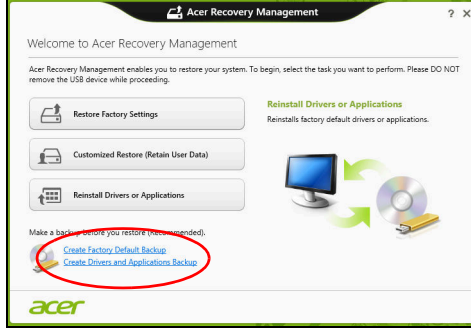 Acer Recovery Management
? X
Welcome to Acer Recovery Management
Acer Recovery Management enables you to restore your system. To begin, select the task you want to perform. Please DO NOT
remove the USB device while proceeding.
Restore Factory Settings
Customized Restore (Retain User Data)
Reinstall Drivers or Applications
Reinstall Drivers or Applications
Reinstalls factory default drivers or applications.
Make a backup before you restore (Recommended).
Create Factory Default Backup
Create Drivers and Applications Backup
acer